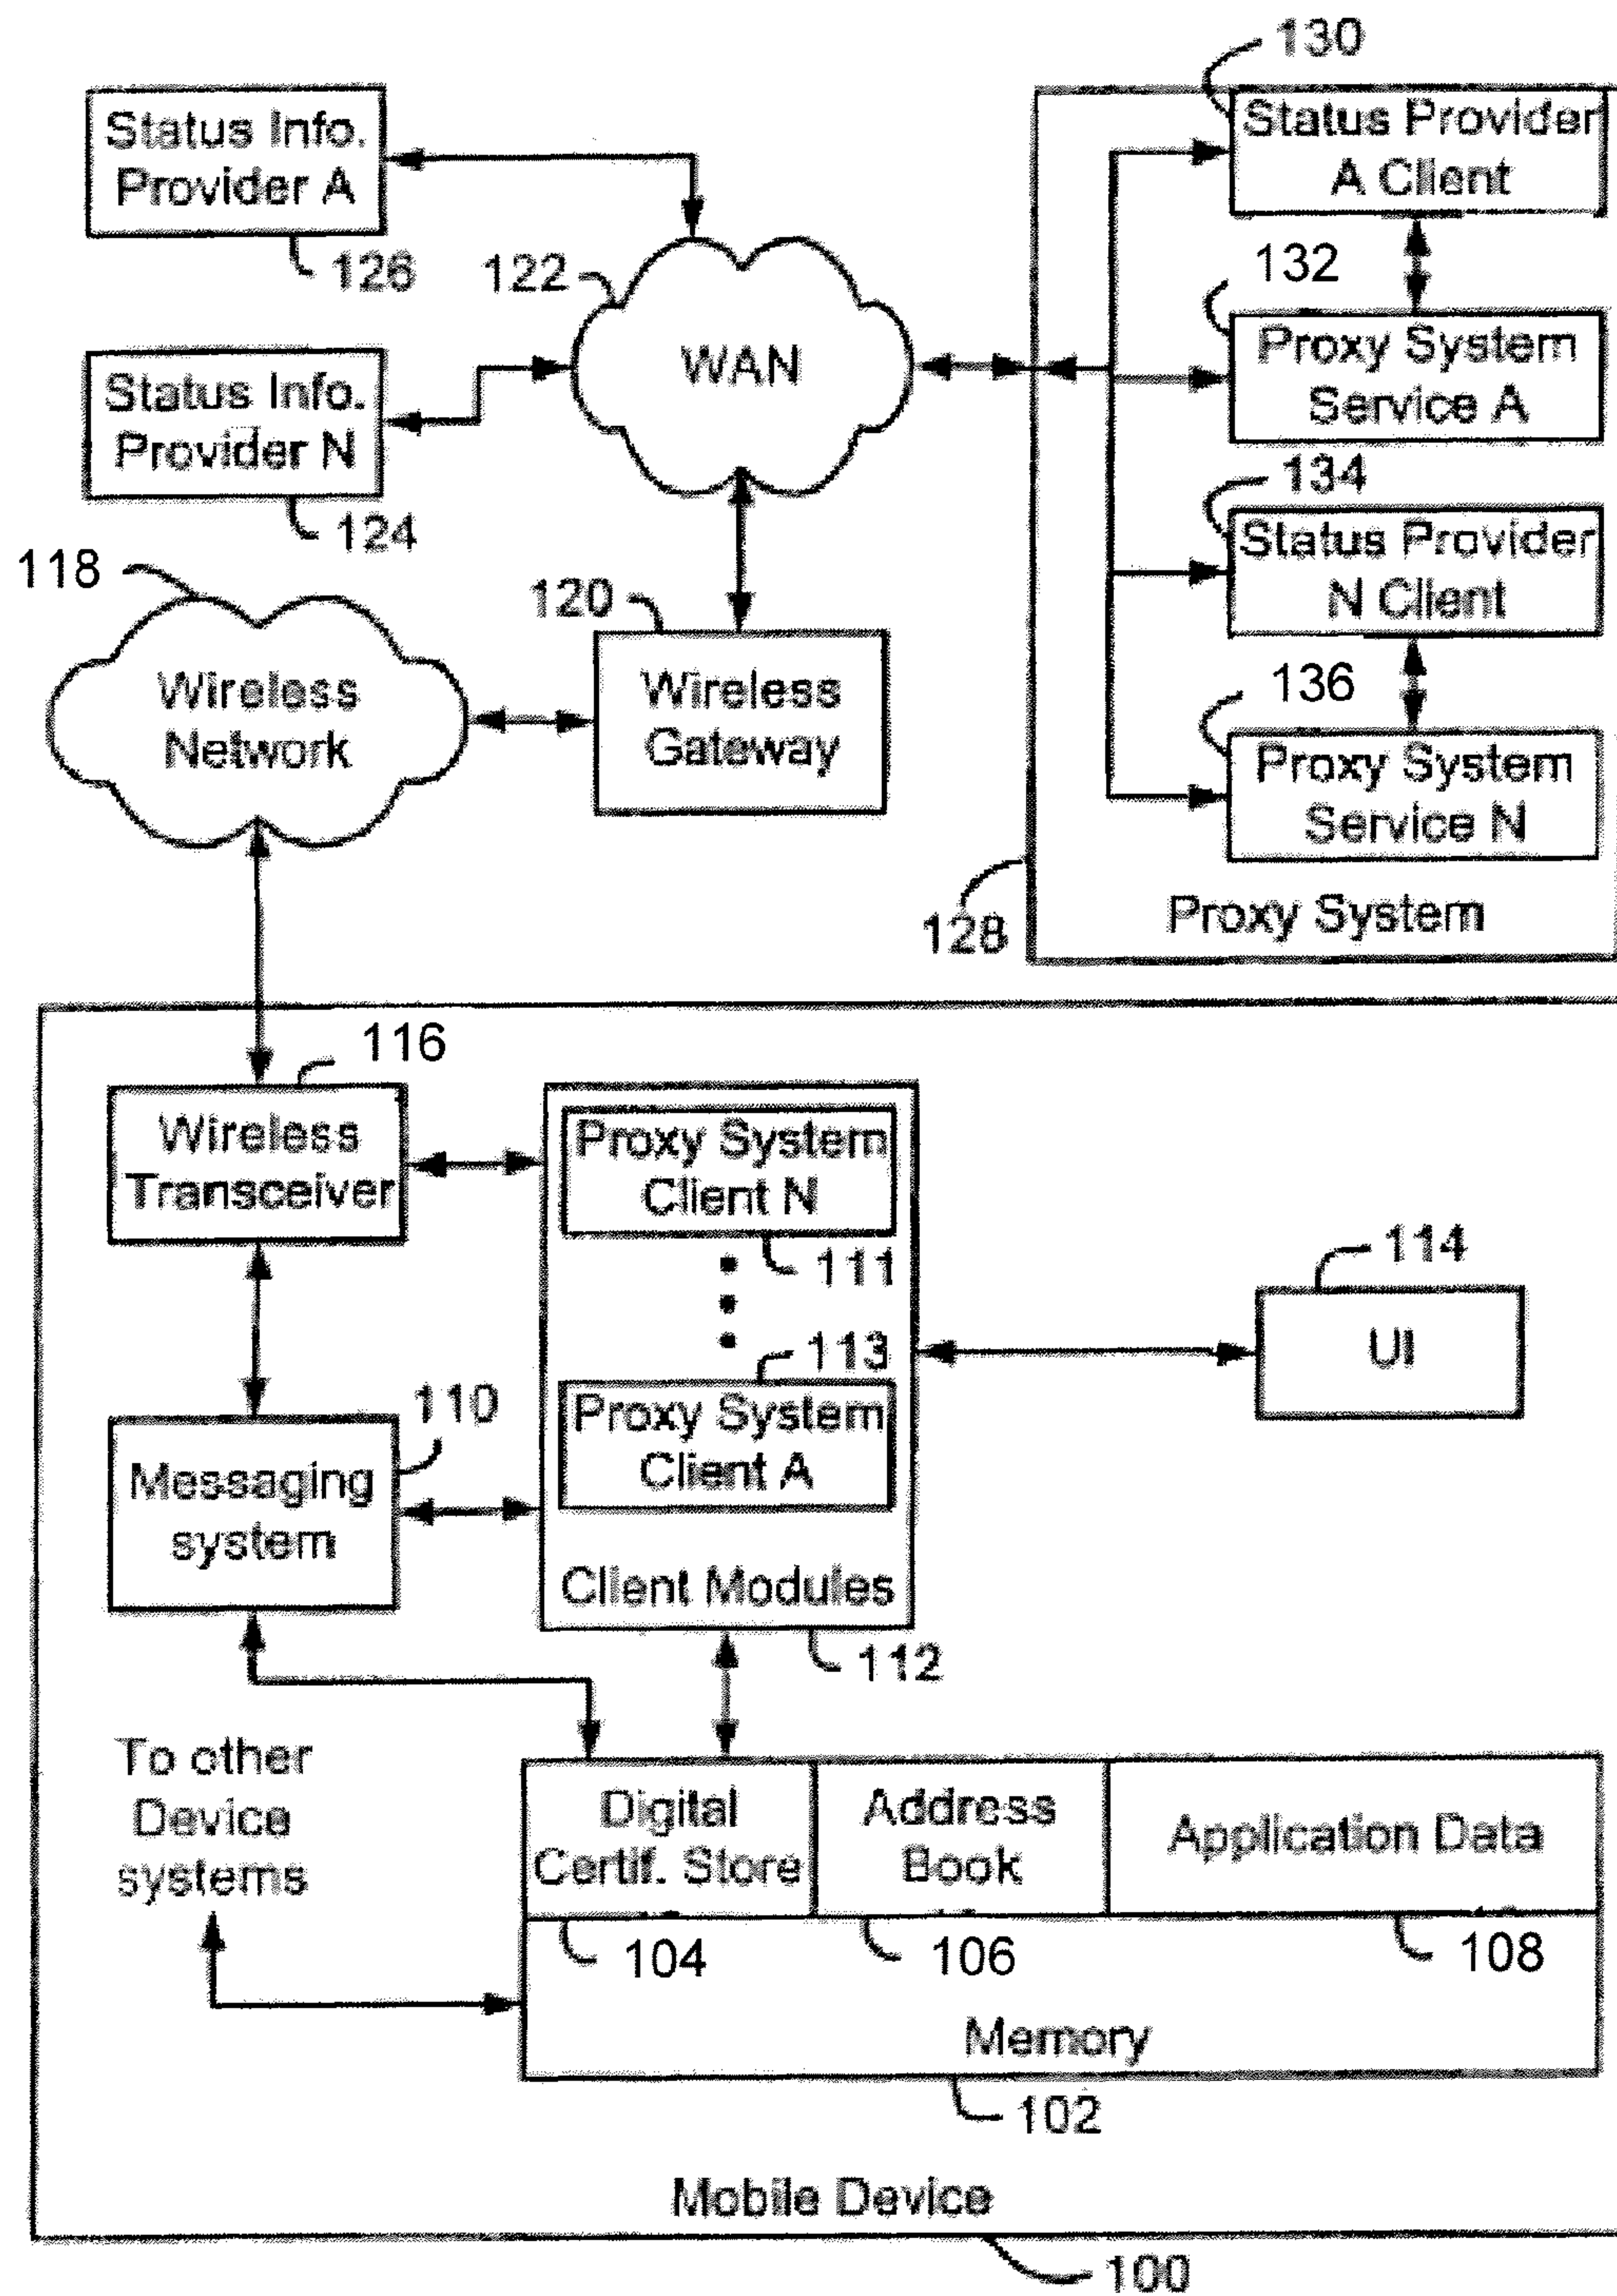 130
Status Info.
Provider A
126
Status Provider
A Client
122
132
WAN
Proxy System
Service A
Status Info.
Provider N
124
134
Status Provider
N Client
118
120
Wireless
Network
Wireless
Gateway
136
Proxy System
Service N
128
Proxy System
116
Wireless
Transceiver
Proxy System
Client N
111
114
UI
113
Proxy System
Client A
110
Messaging
system
Client Modules
112
To other
Device
systems
Digital
Certif. Store
Address
Book
Application Data
104
106
108
Memory
102
Mobile Device
100